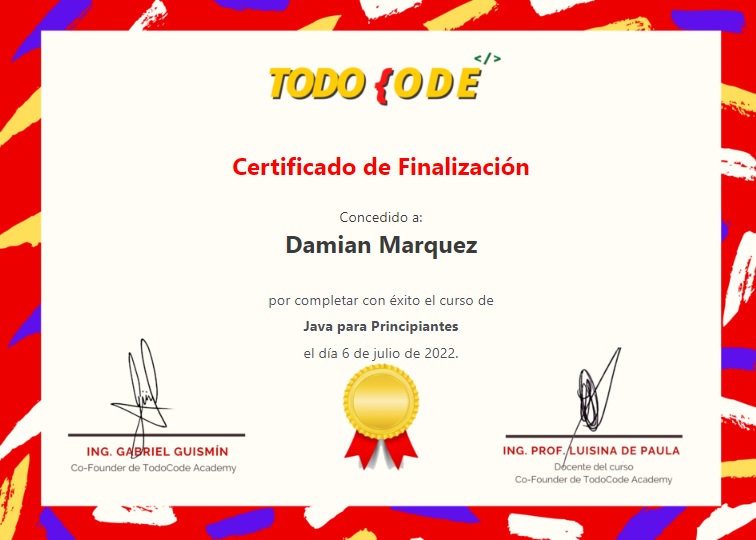 </>
TODO {ODE
Certificado de Finalización
Concedido a:
Damian Marquez
por completar con éxito el curso de
Java para Principiantes
el día 6 de julio de 2022.
ING. GABRIEL GUISMÍN
Co-Founder de TodoCode Academy
ING. PROF. LUISINA DE PAULA
Docente del curso
Co-Founder de TodoCode Academy